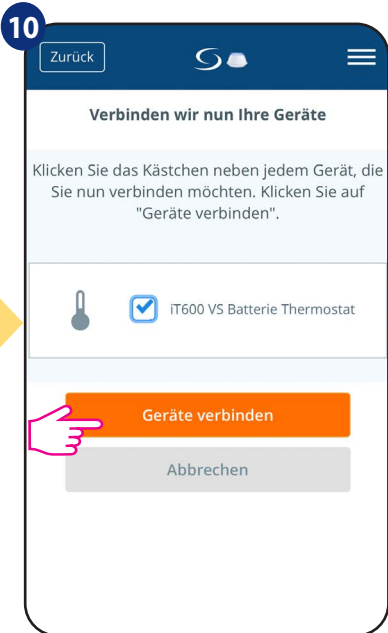 10
Zurück
Verbinden wir nun Ihre Geräte
Klicken Sie das Kästchen neben jedem Gerät, die
Sie nun verbinden möchten. Klicken Sie auf
"Geräte verbinden".
iT600 VS Batterie Thermostat
Geräte verbinden
Abbrechen